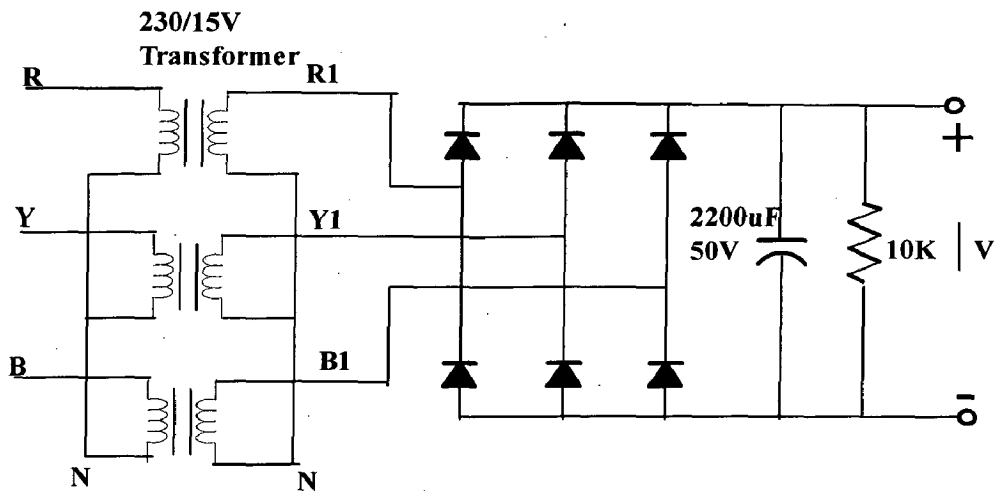 230/15V
Transformer
R
R1
+
Y
Y1
2200uF
50V
10K
V
B
B1
-
N
N